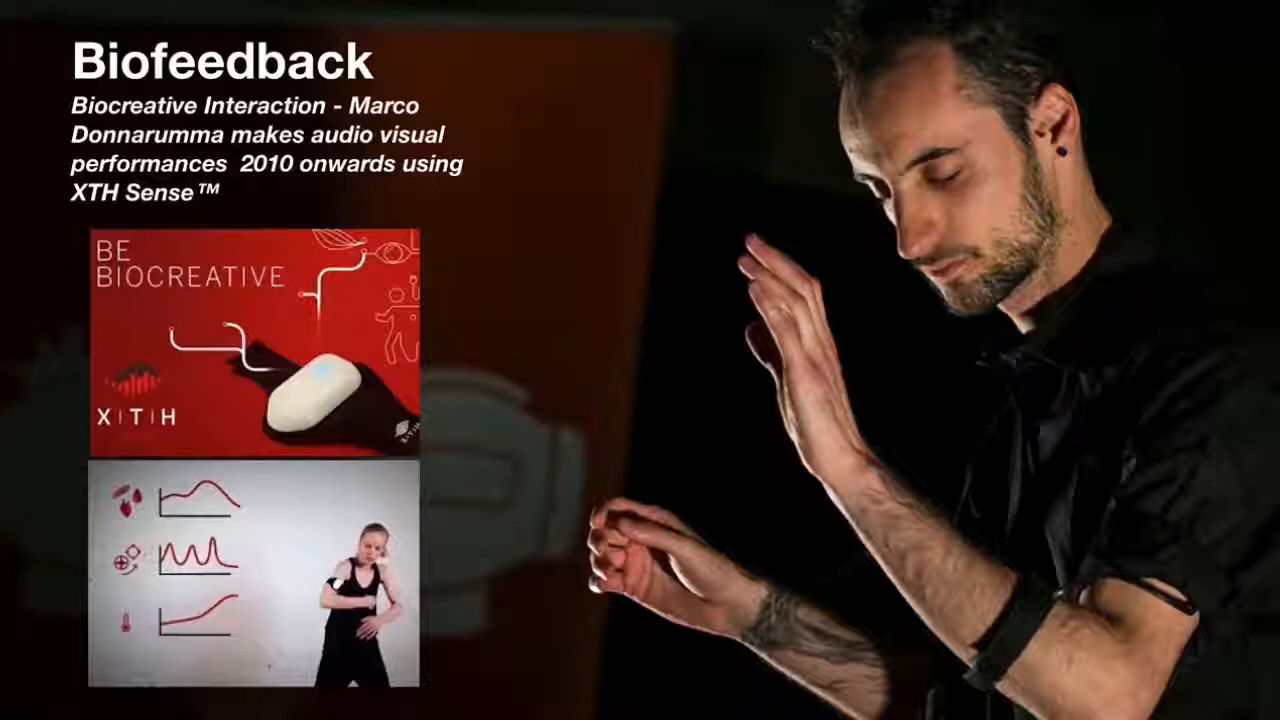 Biofeedback
Biocreative Interaction - Marco
Donnarumma makes audio visual
performances 2010 onwards using
XTH Sense™
BE
BIOCREATIVE
X|T|H
X|T|H